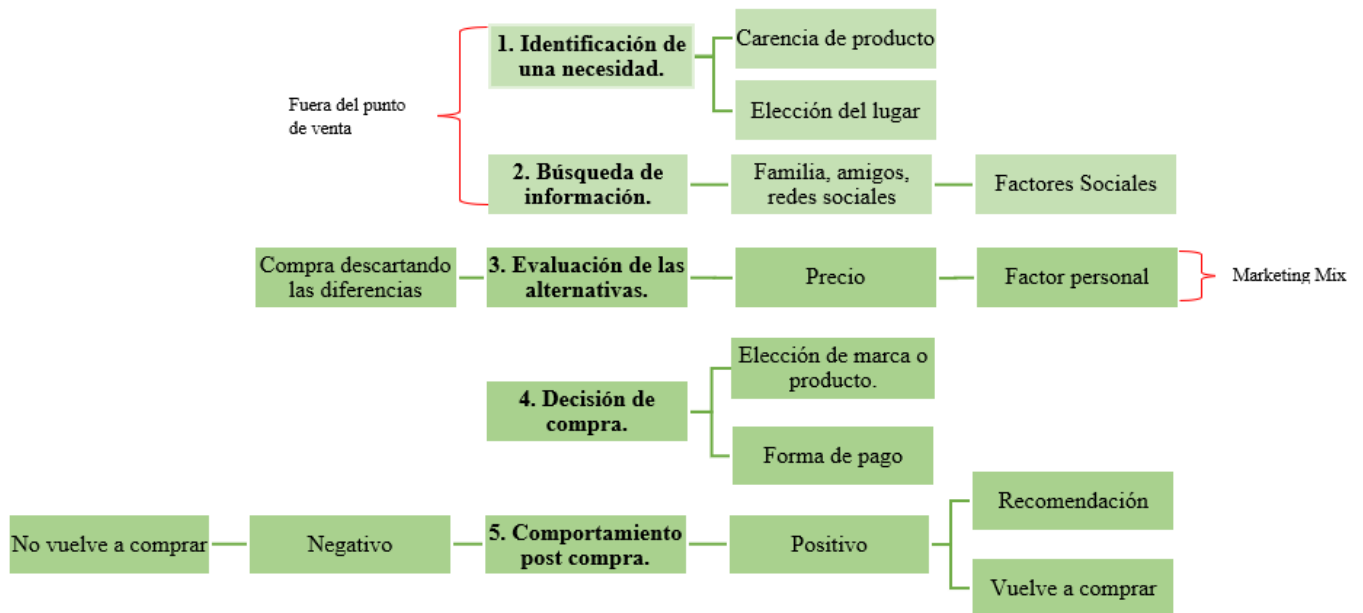 1. Identificación de
una necesidad.
Carencia de producto
Elección del lugar
Fuera del punto
de venta
2. Búsqueda de
información.
Familia, amigos,
redes sociales
Factores Sociales
Compra descartando
las diferencias
3. Evaluación de las
alternativas.
Precio
Factor personal
Marketing Mix
4. Decisión de
compra.
Elección de marca o
producto.
Forma de pago
No vuelve a comprar
Negativo
5. Comportamiento
post compra.
Positivo
Recomendación
Vuelve a comprar